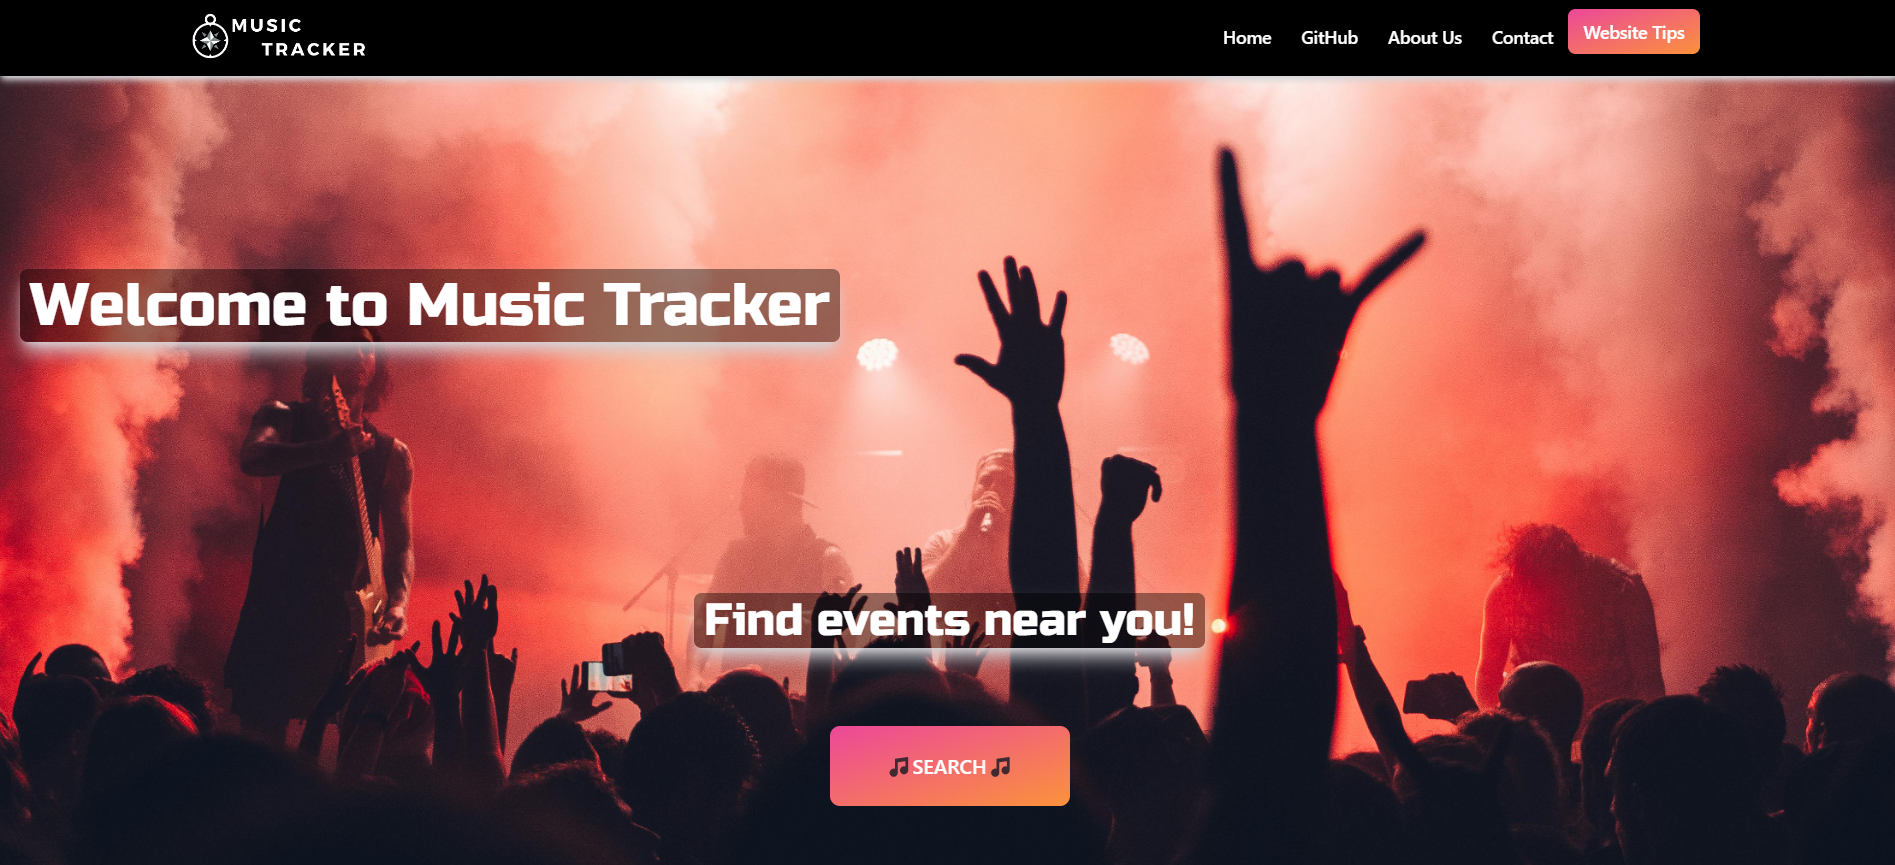 MUSIC
TRACKER
Home GitHub About Us Contact Website Tips
Welcome to Music Tracker
Find events near you!
🎵SEARCH🎵